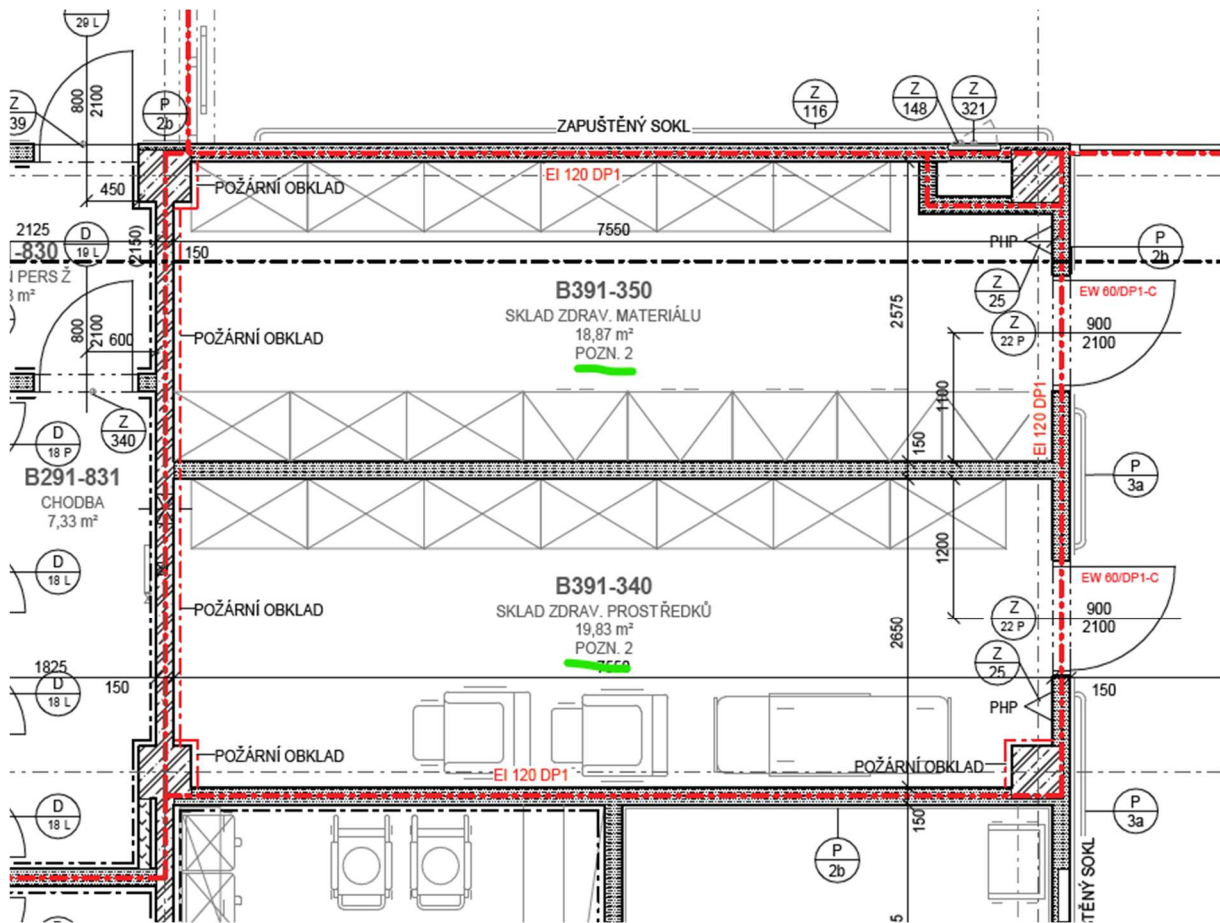 29 L
800
2100
Z
39
P
2b
ZAPUŠTĚNÝ SOKL
Z
116
Z
148
Z
321
450
POŽÁRNÍ OBKLAD
EI 120 DP1
2125
D
19 L
(2150)
150
7550
PHP
P
2b
-830
N PERS Ž
m²
Z
25
EW 60/DP1-C
B391-350
SKLAD ZDRAV. MATERIÁLU
18,87 m²
POZN. 2
2575
Z
22 P
900
2100
800
2100
600
POŽÁRNÍ OBKLAD
1100
EI 120 DP1
Z
340
D
18 P
150
B291-831
CHODBA
7,33 m²
P
3a
1200
D
18 L
B391-340
SKLAD ZDRAV. PROSTŘEDKŮ
19,83 m²
POZN. 2
7550
POŽÁRNÍ OBKLAD
EW 60/DP1-C
2650
Z
22 P
900
2100
1825
150
D
18 L
Z
25
150
PHP
POŽÁRNÍ OBKLAD
EI 120 DP1
POŽÁRNÍ OBKLAD
D
18 L
150
P
3a
P
2b
TĚNÝ SOKL
5